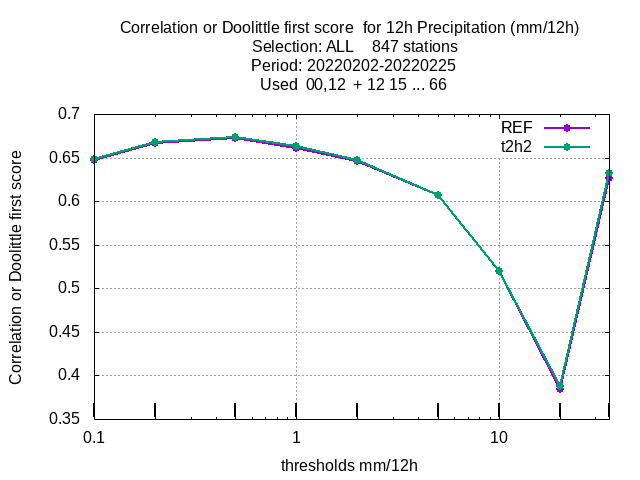 Correlation or Doolittle first score  for 12h Precipitation (mm/12h)
Selection: ALL    847 stations
Period: 20220202-20220225
Used  00,12  + 12 15 ... 66
Correlation or Doolittle first score
0.7
0.65
0.6
0.55
0.5
0.45
0.4
0.35
REF
t2h2
0.1
1
10
thresholds mm/12h